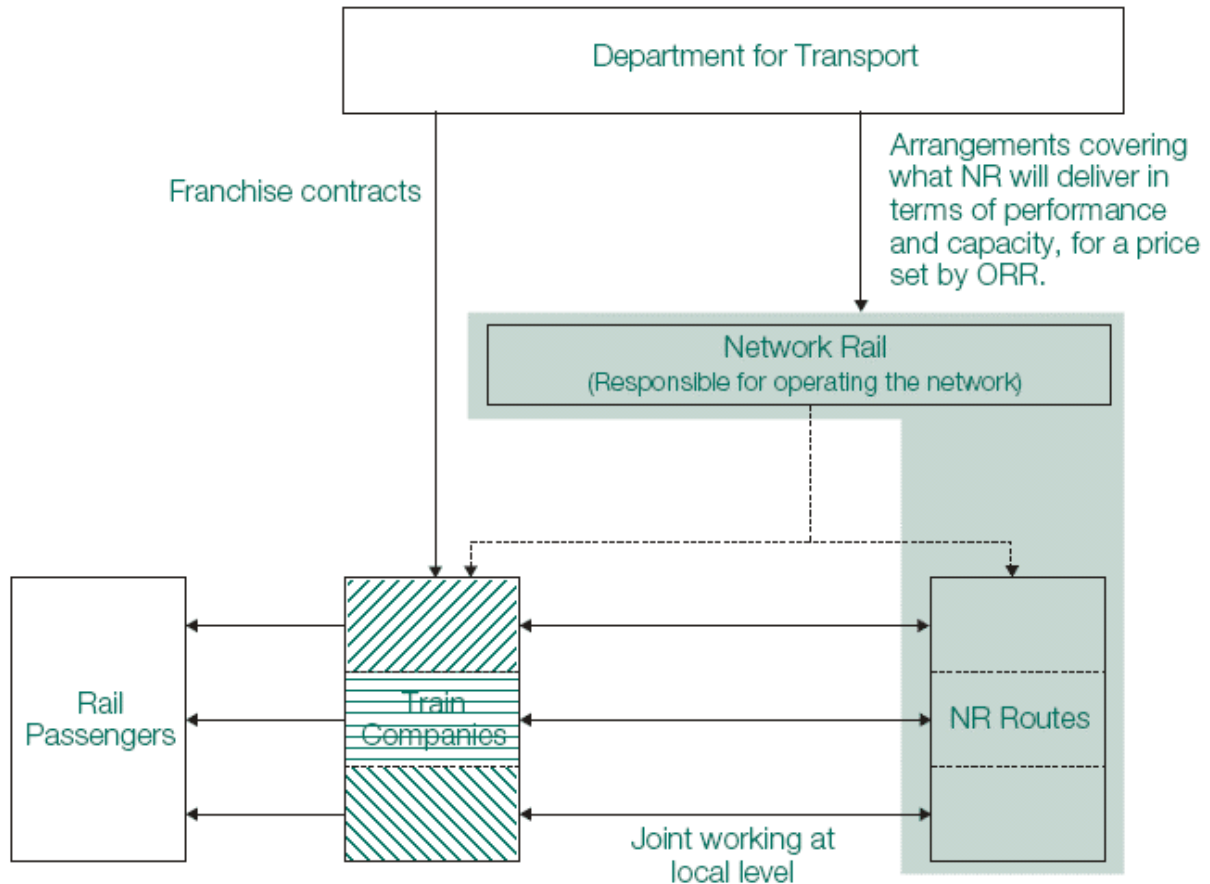 Department for Transport
Franchise contracts
Arrangements covering
what NR will deliver in
terms of performance
and capacity, for a price
set by ORR.
Network Rail
(Responsible for operating the network)
Rail
Passengers
Train
Companies
NR Routes
Joint working at
local level